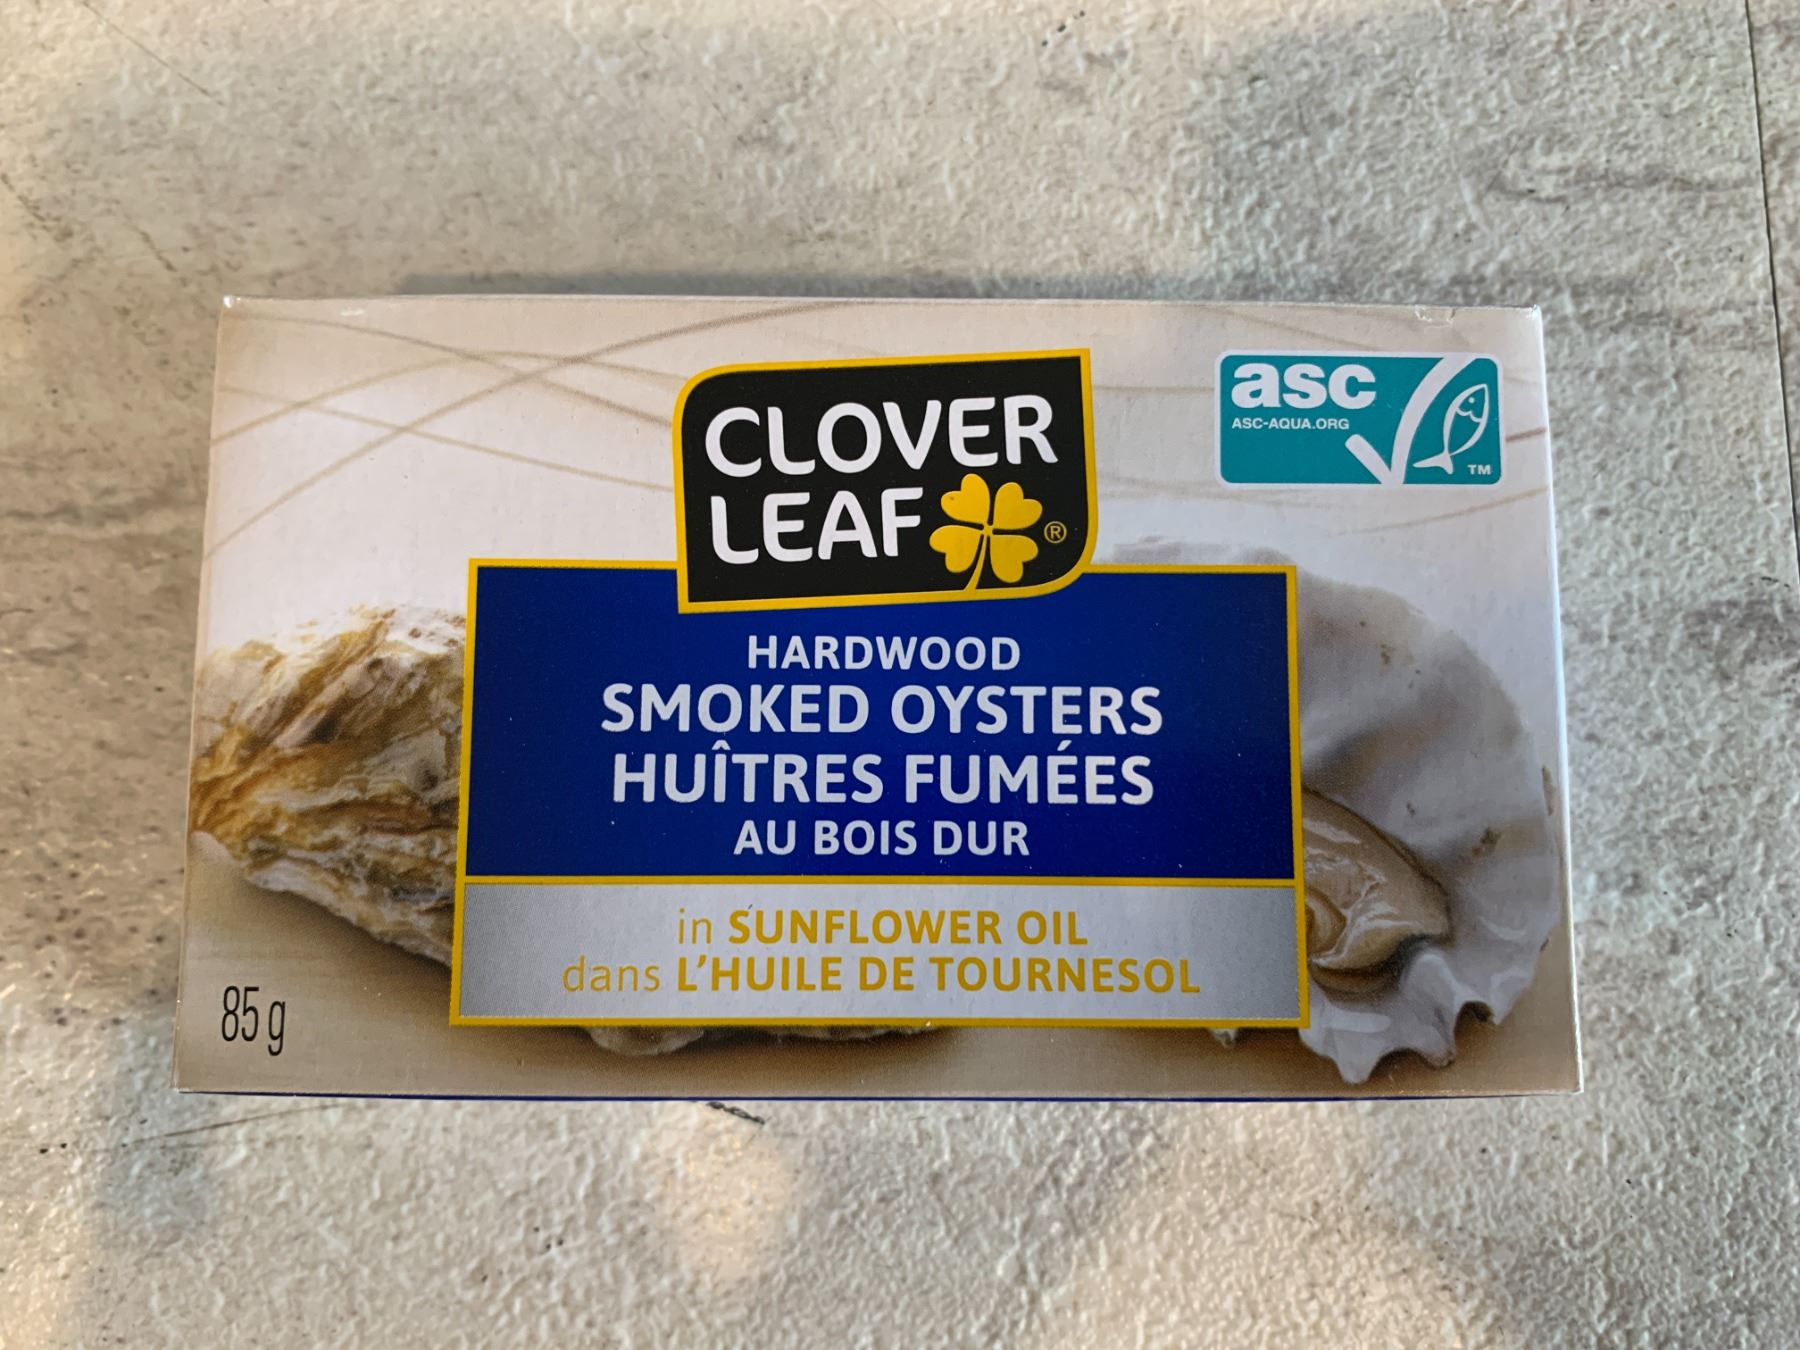 CLOVER
LEAF ®
asc
ASC-AQUA.ORG
TM
HARDWOOD
SMOKED OYSTERS
HUÎTRES FUMÉES
AU BOIS DUR
in SUNFLOWER OIL
dans L'HUILE DE TOURNESOL
85 g